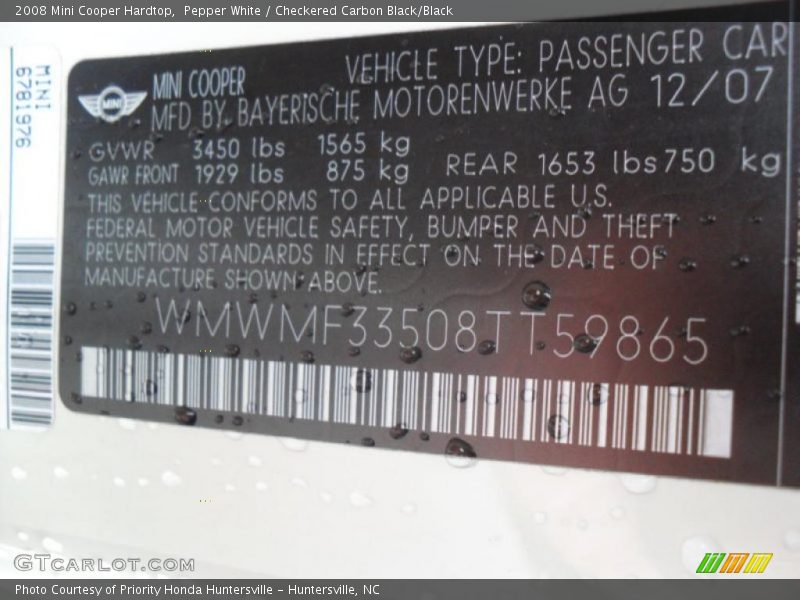 2008 Mini Cooper Hardtop,  Pepper White / Checkered Carbon Black/Black
MINI
6781976
MINI
MINI COOPER
VEHICLE TYPE: PASSENGER CAR
MFD BY BAYERISCHE MOTORENWERKE AG 12/07
GVWR 3450 lbs 1565 kg
GAWR FRONT 1929 lbs 875 kg REAR 1653 lbs 750 kg
THIS VEHICLE CONFORMS TO ALL APPLICABLE U.S.
FEDERAL MOTOR VEHICLE SAFETY, BUMPER AND THEFT
PREVENTION STANDARDS IN EFFECT ON THE DATE OF
MANUFACTURE SHOWN ABOVE.
WMWMF33508TT59865
GTCARLOT.COM
Photo Courtesy of Priority Honda Huntersville - Huntersville, NC